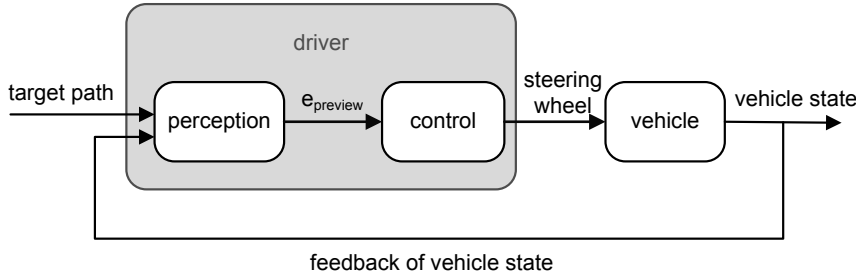 driver
target path
perception
e_preview
control
steering
wheel
vehicle
vehicle state
feedback of vehicle state